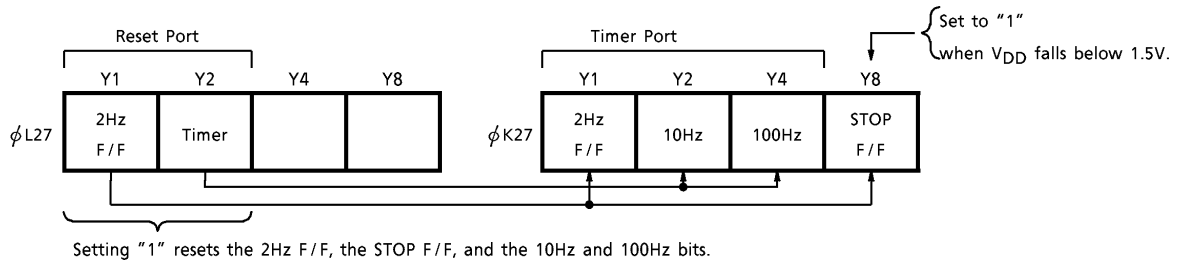 Set to "1"
when VDD falls below 1.5V.
Reset Port
Timer Port
Y1 Y2 Y4 Y8
Y1 Y2 Y4 Y8
ϕL27
2Hz
F/F
Timer
ϕK27
2Hz
F/F
10Hz
100Hz
STOP
F/F
Setting "1" resets the 2Hz F/F, the STOP F/F, and the 10Hz and 100Hz bits.